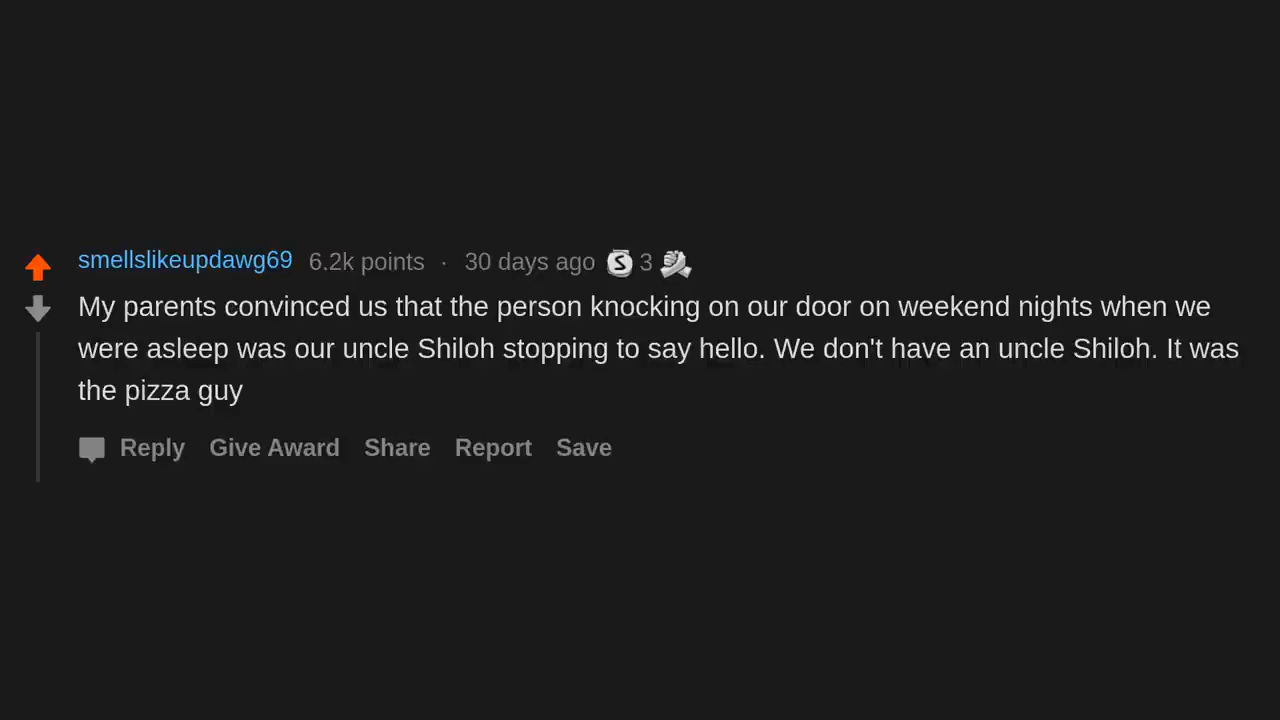 smellslikeupdawg69 6.2k points · 30 days ago S 3
My parents convinced us that the person knocking on our door on weekend nights when we
were asleep was our uncle Shiloh stopping to say hello. We don't have an uncle Shiloh. It was
the pizza guy
Reply Give Award Share Report Save